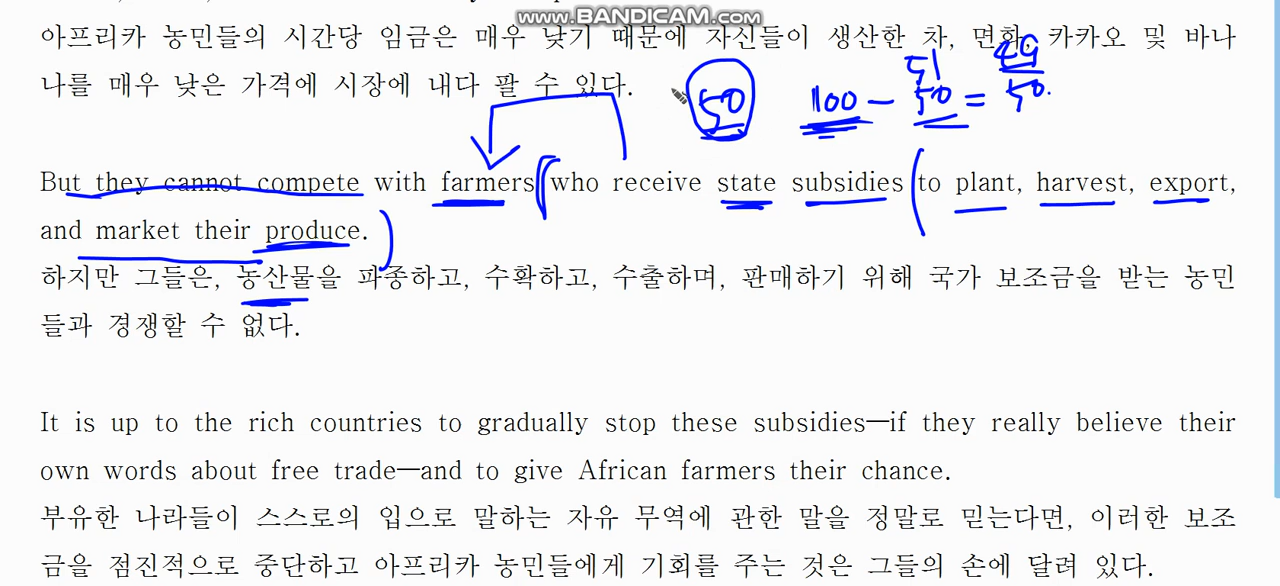 www.BANDICAM.com
아프리카 농민들의 시간당 임금은 매우 낮기 때문에 자신들이 생산한 차, 면화, 카카오 및 바나
나를 매우 낮은 가격에 시장에 내다 팔 수 있다.
50 100 - 50 = 50.
51 49
But they cannot compete with farmers who receive state subsidies to plant, harvest, export,
and market their produce.
하지만 그들은, 농산물을 파종하고, 수확하고, 수출하며, 판매하기 위해 국가 보조금을 받는 농민
들과 경쟁할 수 없다.
It is up to the rich countries to gradually stop these subsidies—if they really believe their
own words about free trade—and to give African farmers their chance.
부유한 나라들이 스스로의 입으로 말하는 자유 무역에 관한 말을 정말로 믿는다면, 이러한 보조
금을 점진적으로 중단하고 아프리카 농민들에게 기회를 주는 것은 그들의 손에 달려 있다.